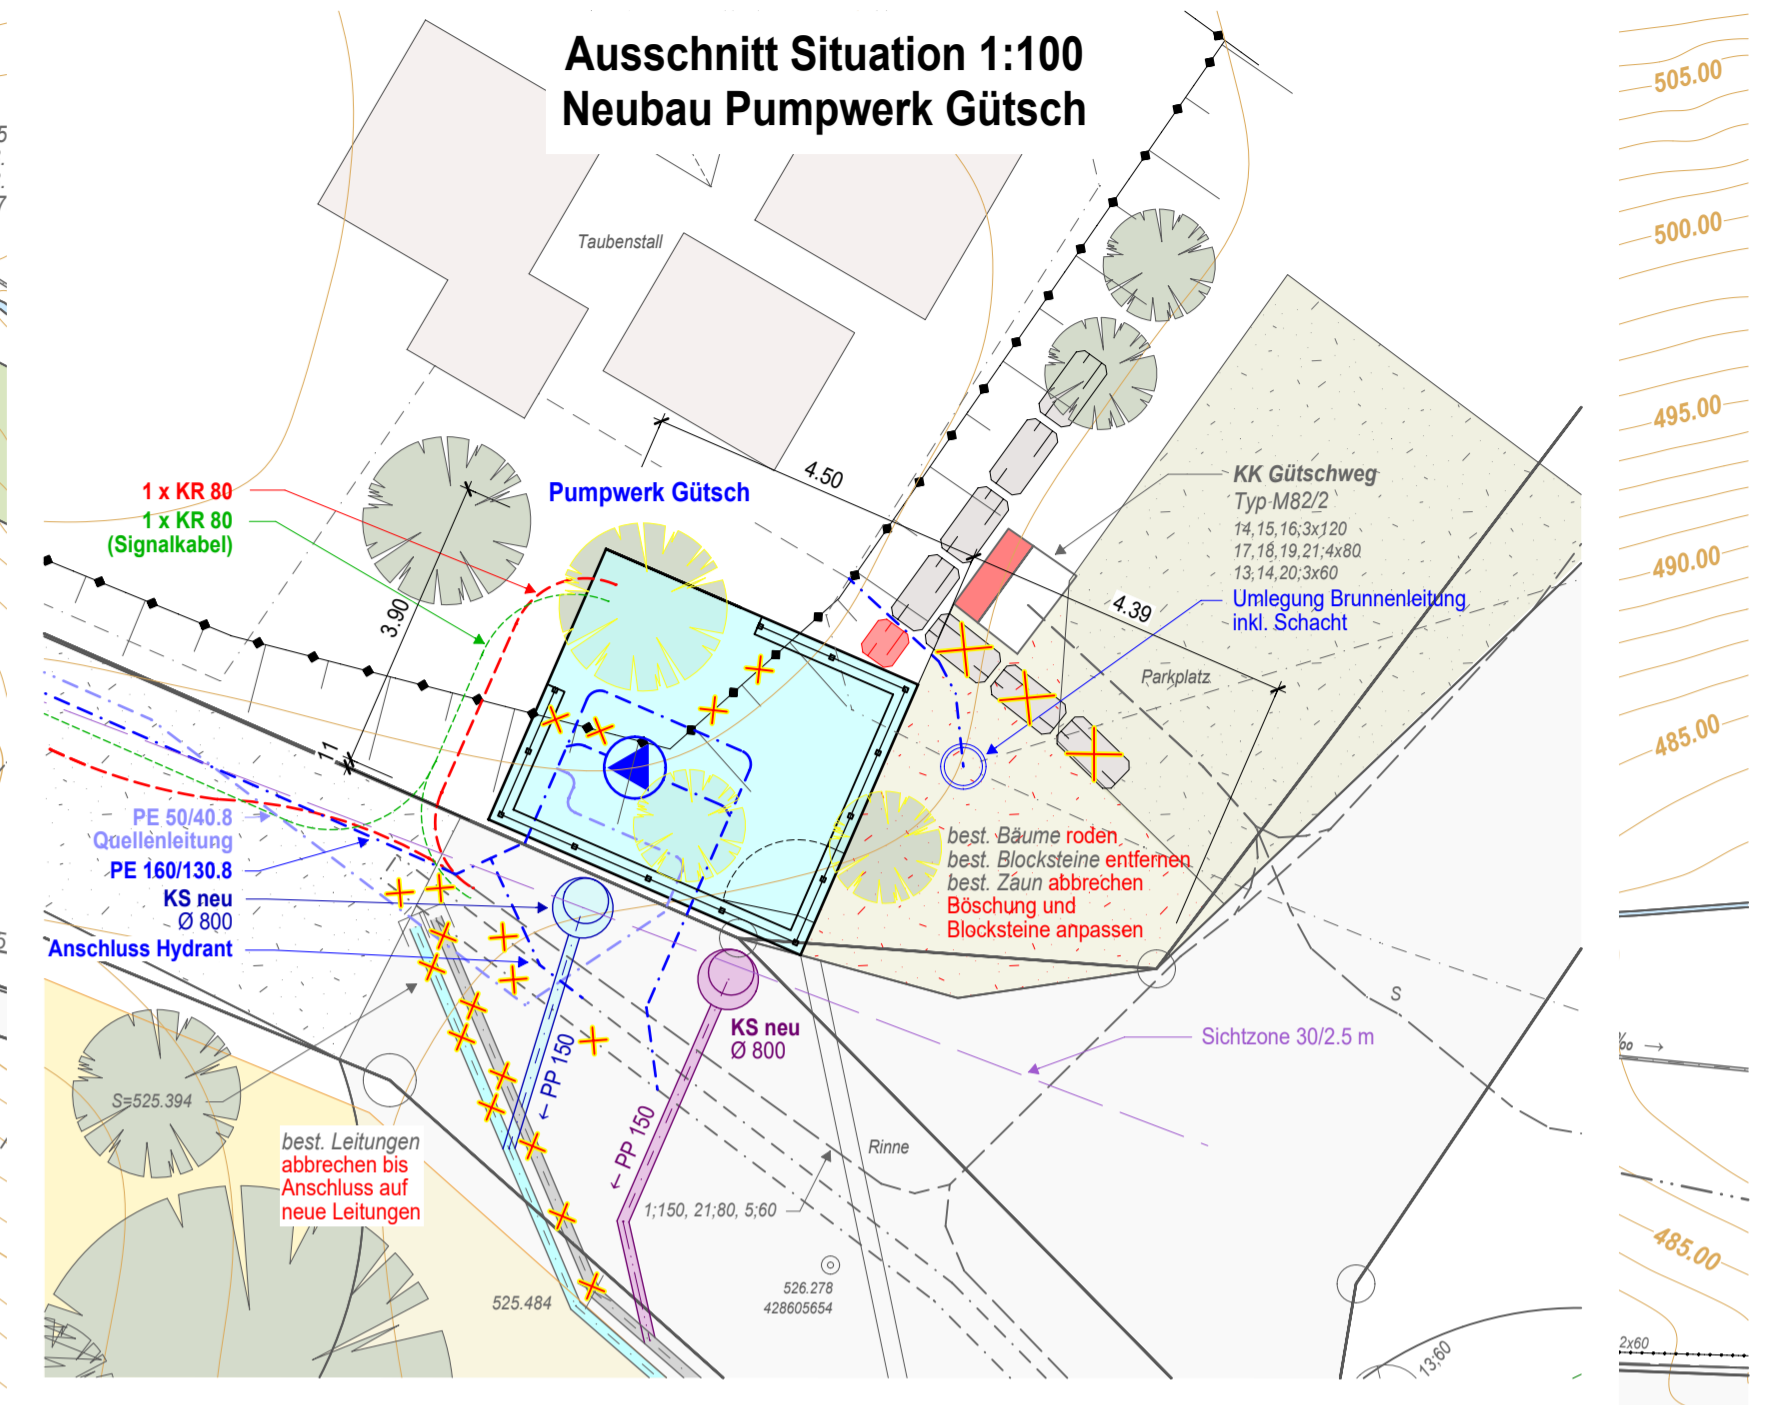 Ausschnitt Situation 1:100
Neubau Pumpwerk Gütsch
505.00
500.00
495.00
490.00
485.00
485.00
Taubenstall
4.50
Pumpwerk Gütsch
1 x KR 80
1 x KR 80
(Signalkabel)
3.90
11
KK Gütschweg
Typ M82/2
14,15,16;3x120
17,18,19,21;4x80
13;14,20;3x60
Umlegung Brunnenleitung
inkl. Schacht
4.39
Parkplatz
PE 50/40.8
Quellenleitung
PE 160/130.8
KS neu
Ø 800
Anschluss Hydrant
best. Bäume roden
best. Blocksteine entfernen
best. Zaun abbrechen
Böschung und
Blocksteine anpassen
S
KS neu
Ø 800
Sichtzone 30/2.5 m
← PP 150
← PP 150
S=525.394
best. Leitungen
abbrechen bis
Anschluss auf
neue Leitungen
Rinne
1;150, 21;80, 5;60
526.278
428605654
525.484
13;60
‰ →
2x60